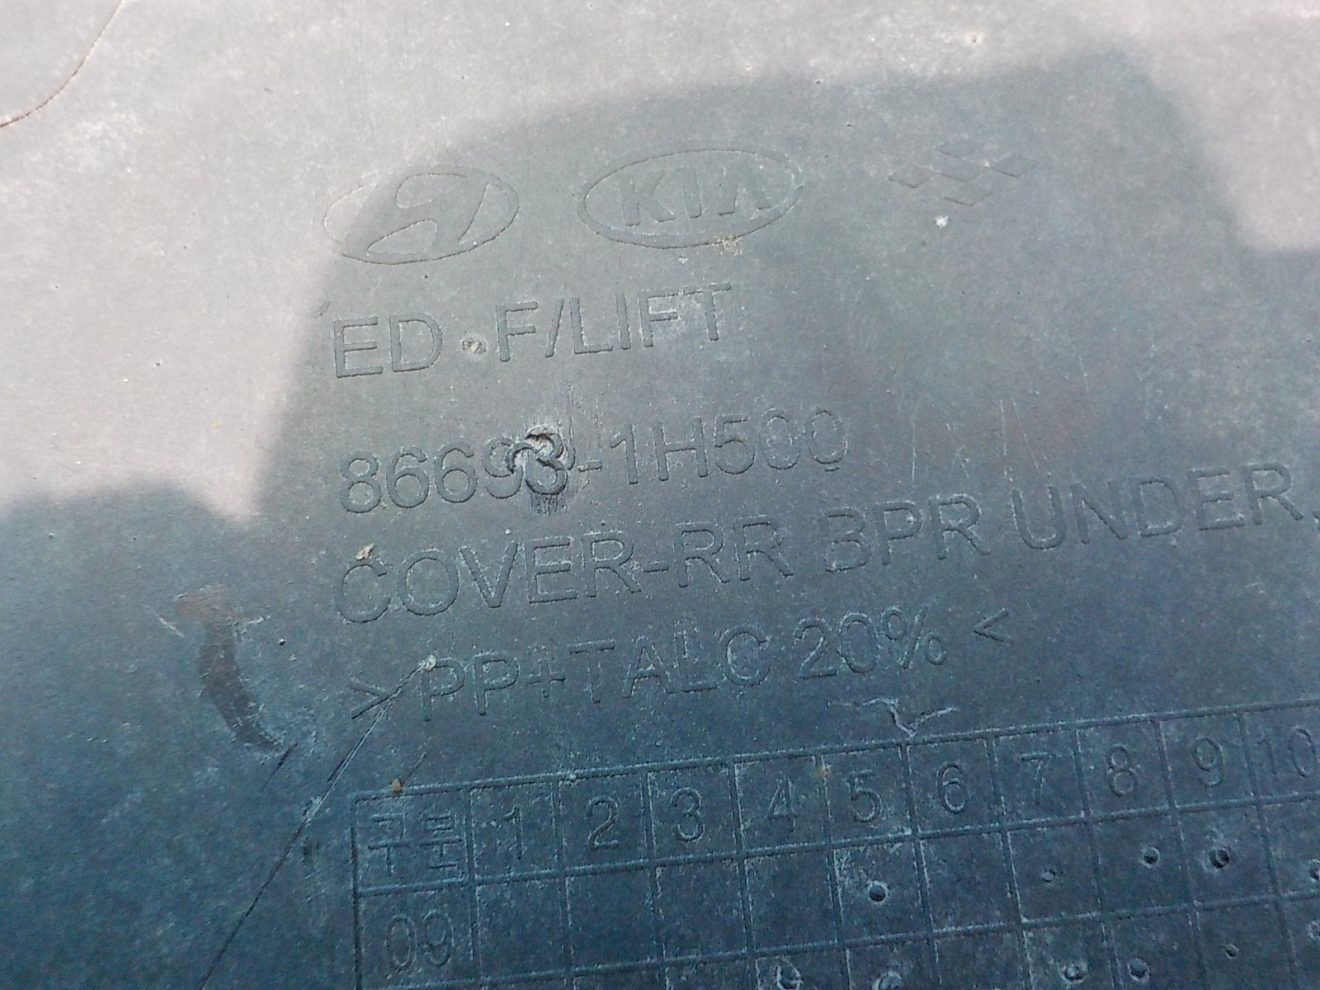 KIA
ED F/LIFT
86693-1H500
COVER-RR BPR UNDER,
> PP+TALC 20% <
구분 1 2 3 4 5 6 7 8 9 10
09